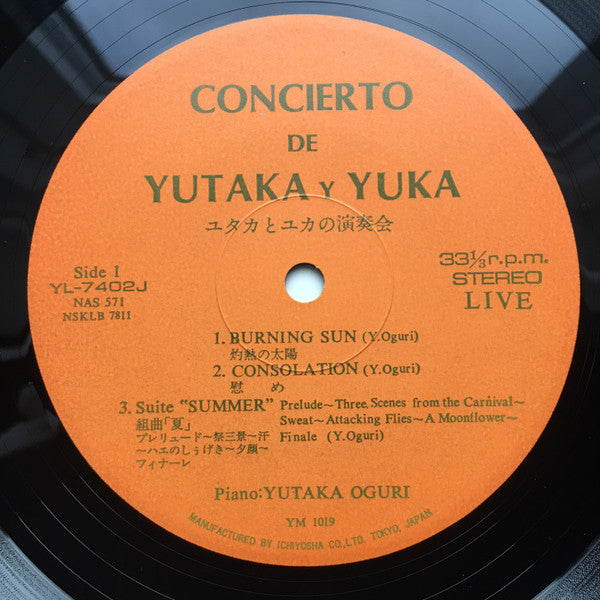 CONCIERTO
DE
YUTAKA Y YUKA
ユタカとユカの演奏会
Side I
YL-7402J
NAS 571
NSKLB 7811
33⅓r.p.m.
STEREO
LIVE
1. BURNING SUN (Y.Oguri)
灼熱の太陽
2. CONSOLATION (Y.Oguri)
慰め
3. Suite "SUMMER" Prelude~Three Scenes from the Carńival~
組曲「夏」 Sweat~Attacking Flies~A Moonflower~
プレリュード~祭三景~汗 Finale (Y.Oguri)
~ハエのしぅげき~夕顔~
フィナーレ
Piano:YUTAKA OGURI
YM 1019
MANUFACTURED BY ICHIYOSHA CO.,LTD. TOKYO, JAPAN